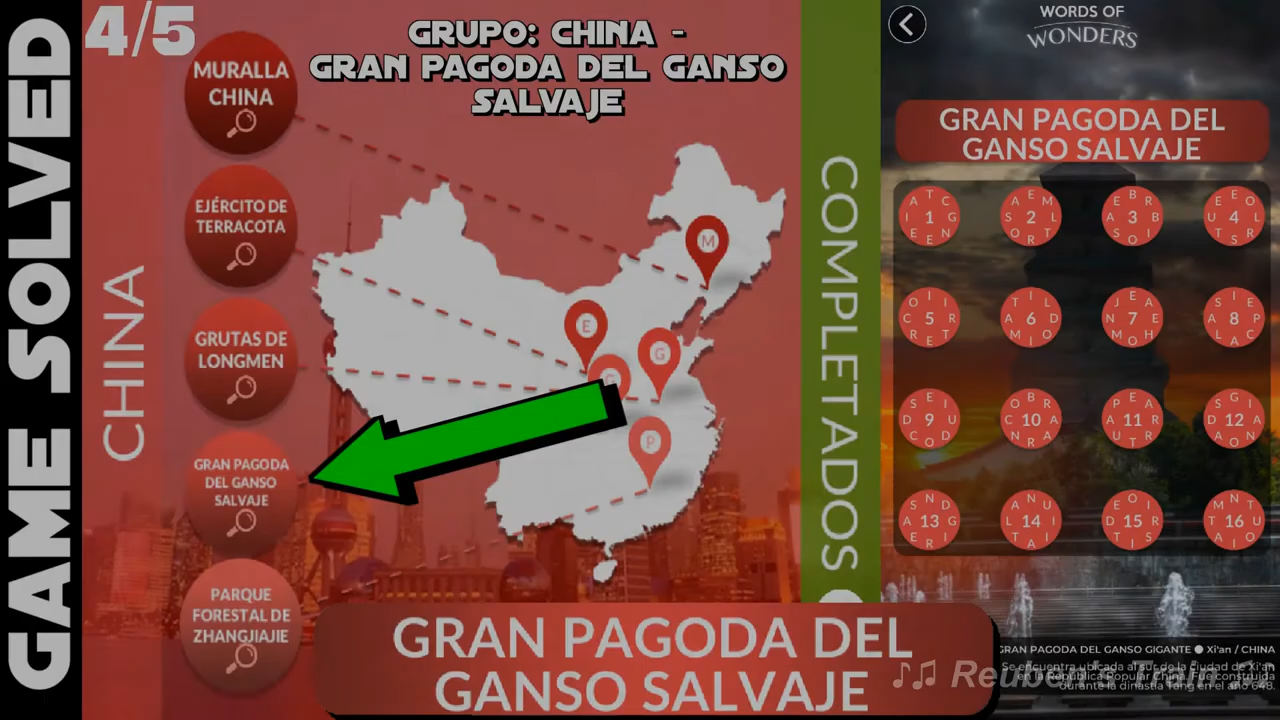 GAME SOLVED
4/5
GRUPO: CHINA -
GRAN PAGODA DEL GANSO
SALVAJE
CHINA
MURALLA
CHINA
EJÉRCITO DE
TERRACOTA
GRUTAS DE
LONGMEN
GRAN PAGODA
DEL GANSO
SALVAJE
PARQUE
FORESTAL DE
ZHANGJIAJIE
M
E
G
G
P
COMPLETADOS
GRAN PAGODA DEL
GANSO SALVAJE
WORDS OF
WONDERS
GRAN PAGODA DEL
GANSO SALVAJE
1 2 3 4
5 6 7 8
9 10 11 12
13 14 15 16
GRAN PAGODA DEL GANSO GIGANTE ● Xi'an / CHINA
Se encuentra ubicada al sur de la ciudad de Xi'an
en la República Popular China. Fue construida
durante la dinastía Tang en el año 648.
♪♫ Reuben's Train